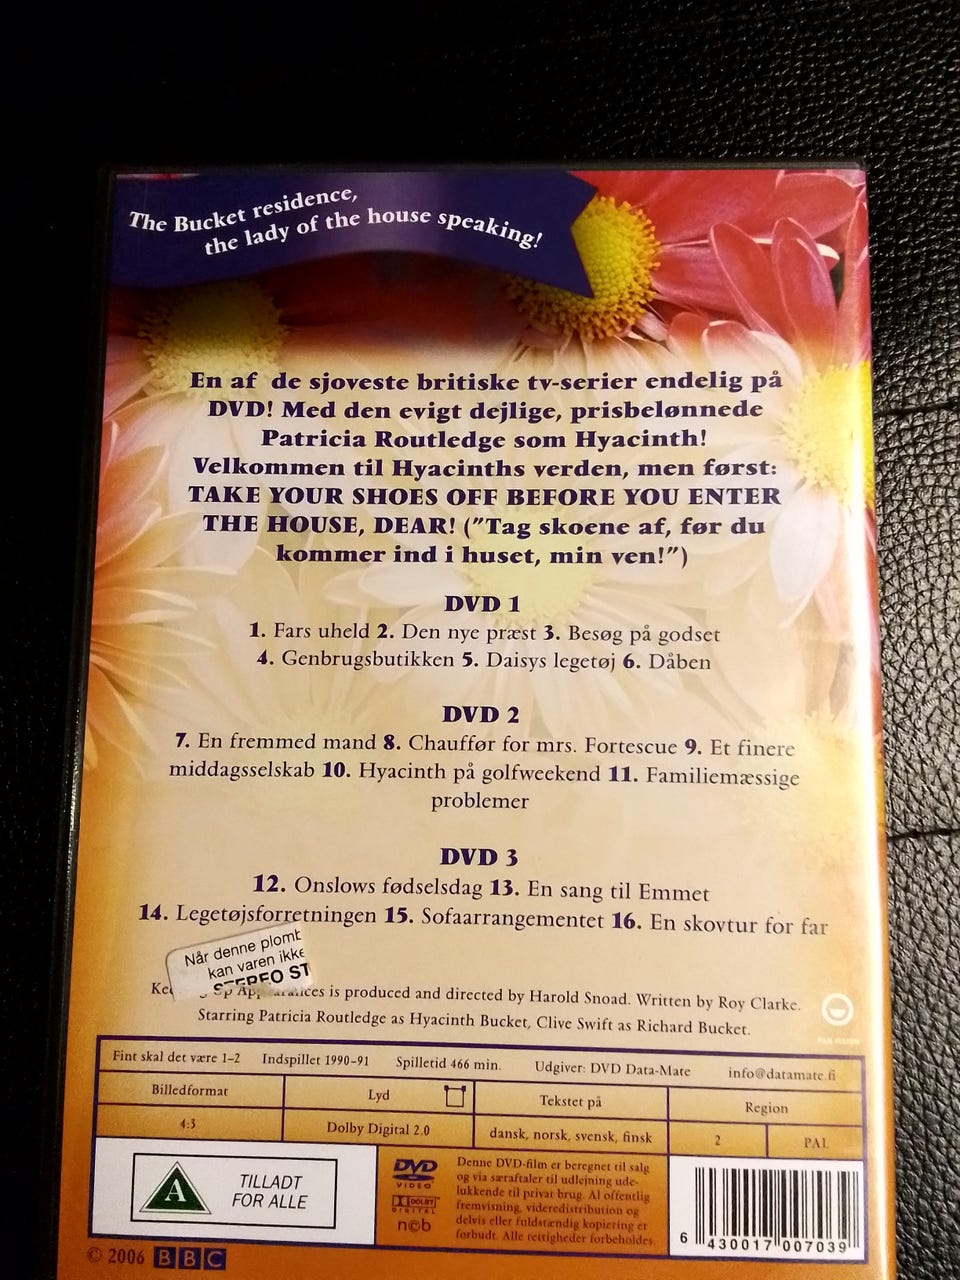 The Bucket residence,
the lady of the house speaking!
En af de sjoveste britiske tv-serier endelig på
DVD! Med den evigt dejlige, prisbelønnede
Patricia Routledge som Hyacinth!
Velkommen til Hyacinths verden, men først:
TAKE YOUR SHOES OFF BEFORE YOU ENTER
THE HOUSE, DEAR! ("Tag skoene af, før du
kommer ind i huset, min ven!")
DVD 1
1. Fars uheld 2. Den nye præst 3. Besøg på godset
4. Genbrugsbutikken 5. Daisys legetøj 6. Dåben
DVD 2
7. En fremmed mand 8. Chauffør for mrs. Fortescue 9. Et finere
middagsselskab 10. Hyacinth på golfweekend 11. Familiemæssige
problemer
DVD 3
12. Onslows fødselsdag 13. En sang til Emmet
14. Legetøjsforretningen 15. Sofaarrangementet 16. En skovtur for far
Når denne plomb
kan varen ikke
STEREO ST
Up Appearances is produced and directed by Harold Snoad. Written by Roy Clarke.
Starring Patricia Routledge as Hyacinth Bucket, Clive Swift as Richard Bucket.
PAN VISION
Fint skal det være 1-2 Indspillet 1990-91 Spilletid 466 min. Udgiver: DVD Data-Mate info@datamate.fi
Billedformat Lyd Tekstet på Region
4:3 Dolby Digital 2.0 dansk, norsk, svensk, finsk 2 PAL
A TILLADT
FOR ALLE
DVD
VIDEO
DOLBY
DIGITAL
n©b
Denne DVD-film er beregnet til salg
og via særaftaler til udlejning ude-
lukkende til privat brug. Al offentlig
fremvisning, videredistribution og
delvis eller fuldstændig kopiering er
forbudt. Alle rettigheder forbeholdes.
6 430017 007039
© 2006 BBC